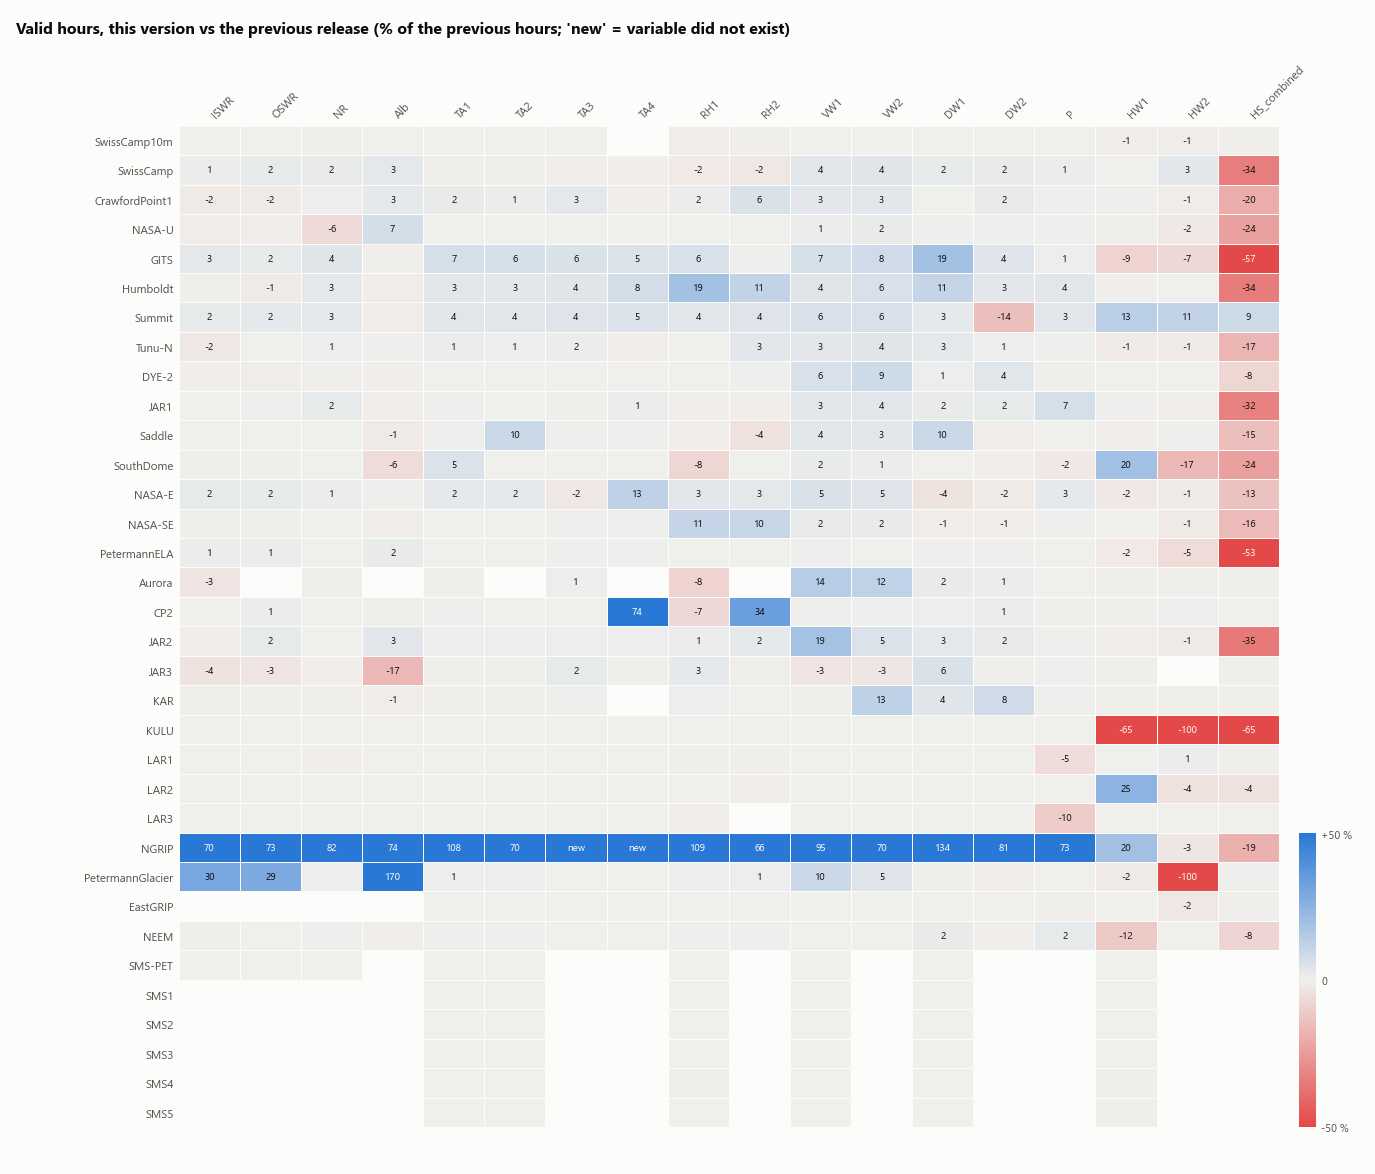 Valid hours, this version vs the previous release (% of the previous hours; 'new' = variable did not exist)
ISWR OSWR NR Alb TA1 TA2 TA3 TA4 RH1 RH2 VW1 VW2 DW1 DW2 P HW1 HW2 HS_combined
SwissCamp10m -1 -1
SwissCamp 1 2 2 3 -2 -2 4 4 2 2 1 3 -34
CrawfordPoint1 -2 -2 3 2 1 3 2 6 3 3 2 -1 -20
NASA-U -6 7 1 2 -2 -24
GITS 3 2 4 7 6 6 5 6 7 8 19 4 1 -9 -7 -57
Humboldt -1 3 3 3 4 8 19 11 4 6 11 3 4 -34
Summit 2 2 3 4 4 4 5 4 4 6 6 3 -14 3 13 11 9
Tunu-N -2 1 1 1 2 3 3 4 3 1 -1 -1 -17
DYE-2 6 9 1 4 -8
JAR1 2 1 3 4 2 2 7 -32
Saddle -1 10 -4 4 3 10 -15
SouthDome -6 5 -8 2 1 -2 20 -17 -24
NASA-E 2 2 1 2 2 -2 13 3 3 5 5 -4 -2 3 -2 -1 -13
NASA-SE 11 10 2 2 -1 -1 -1 -16
PetermannELA 1 1 2 -2 -5 -53
Aurora -3 1 -8 14 12 2 1
CP2 1 74 -7 34 1
JAR2 2 3 1 2 19 5 3 2 -1 -35
JAR3 -4 -3 -17 2 3 -3 -3 6
KAR -1 13 4 8
KULU -65 -100 -65
LAR1 -5 1
LAR2 25 -4 -4
LAR3 -10
NGRIP 70 73 82 74 108 70 new new 109 66 95 70 134 81 73 20 -3 -19
+50 %
PetermannGlacier 30 29 170 1 1 10 5 -2 -100
EastGRIP -2
NEEM 2 2 -12 -8
SMS-PET
0
SMS1
SMS2
SMS3
SMS4
SMS5
-50 %